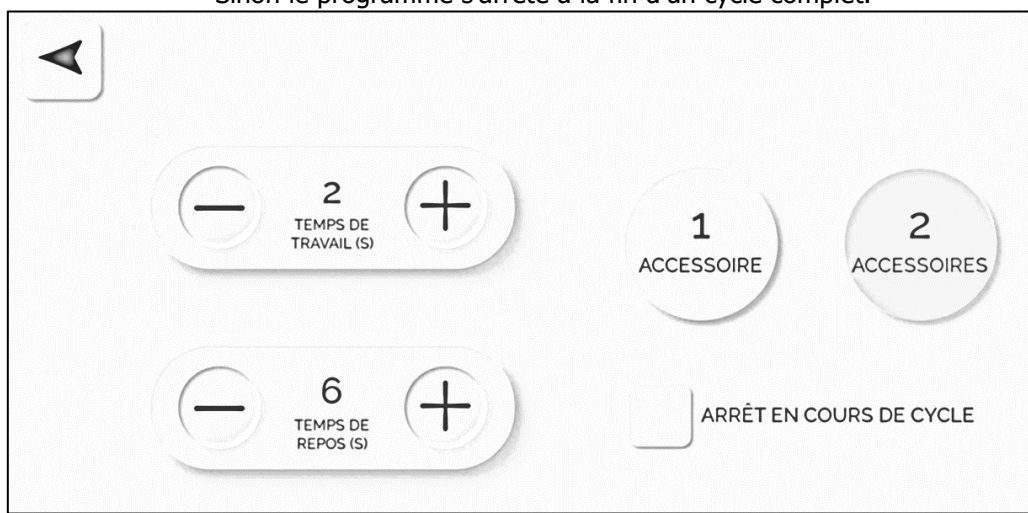 Sinon le programme s'arrête à la fin d'un cycle complet.
2
TEMPS DE
TRAVAIL (S)
1
ACCESSOIRE
2
ACCESSOIRES
6
TEMPS DE
REPOS (S)
ARRÊT EN COURS DE CYCLE